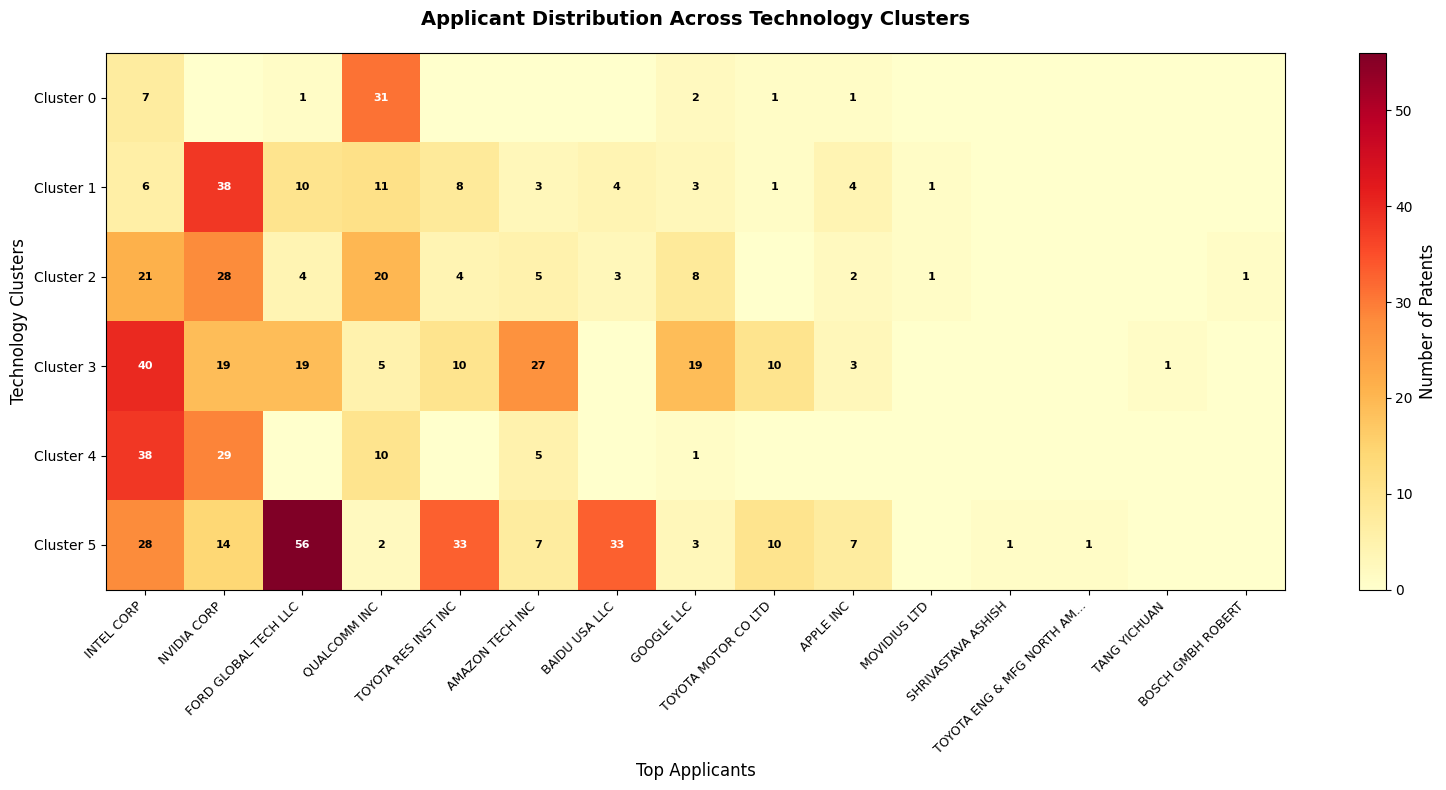 Applicant Distribution Across Technology Clusters
Technology Clusters
Cluster 0 7 1 31 2 1 1
Cluster 1 6 38 10 11 8 3 4 3 1 4 1
Cluster 2 21 28 4 20 4 5 3 8 2 1 1
Cluster 3 40 19 19 5 10 27 19 10 3 1
Cluster 4 38 29 10 5 1
Cluster 5 28 14 56 2 33 7 33 3 10 7 1 1
INTEL CORP
NVIDIA CORP
FORD GLOBAL TECH LLC
QUALCOMM INC
TOYOTA RES INST INC
AMAZON TECH INC
BAIDU USA LLC
GOOGLE LLC
TOYOTA MOTOR CO LTD
APPLE INC
MOVIDIUS LTD
SHRIVASTAVA ASHISH
TOYOTA ENG & MFG NORTH AM...
TANG YICHUAN
BOSCH GMBH ROBERT
Top Applicants
50
40
30
20
10
0
Number of Patents